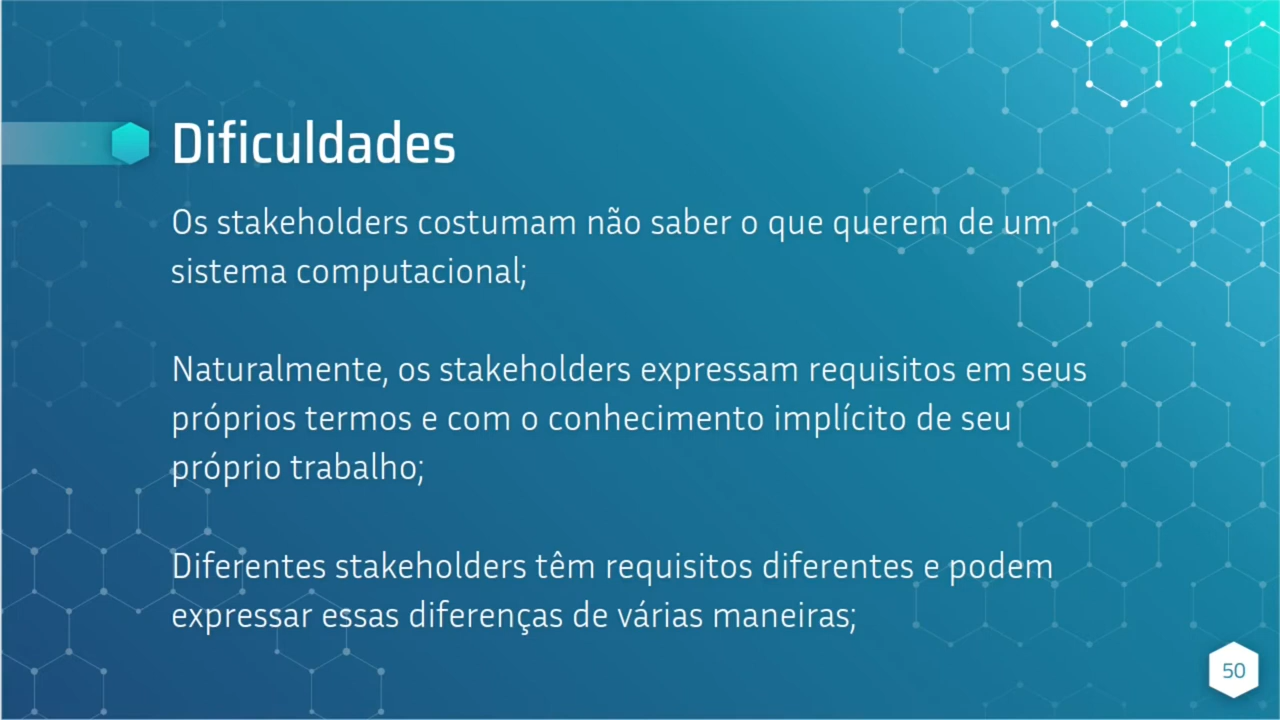 Dificuldades
Os stakeholders costumam não saber o que querem de um
sistema computacional;
Naturalmente, os stakeholders expressam requisitos em seus
próprios termos e com o conhecimento implícito de seu
próprio trabalho;
Diferentes stakeholders têm requisitos diferentes e podem
expressar essas diferenças de várias maneiras;
50